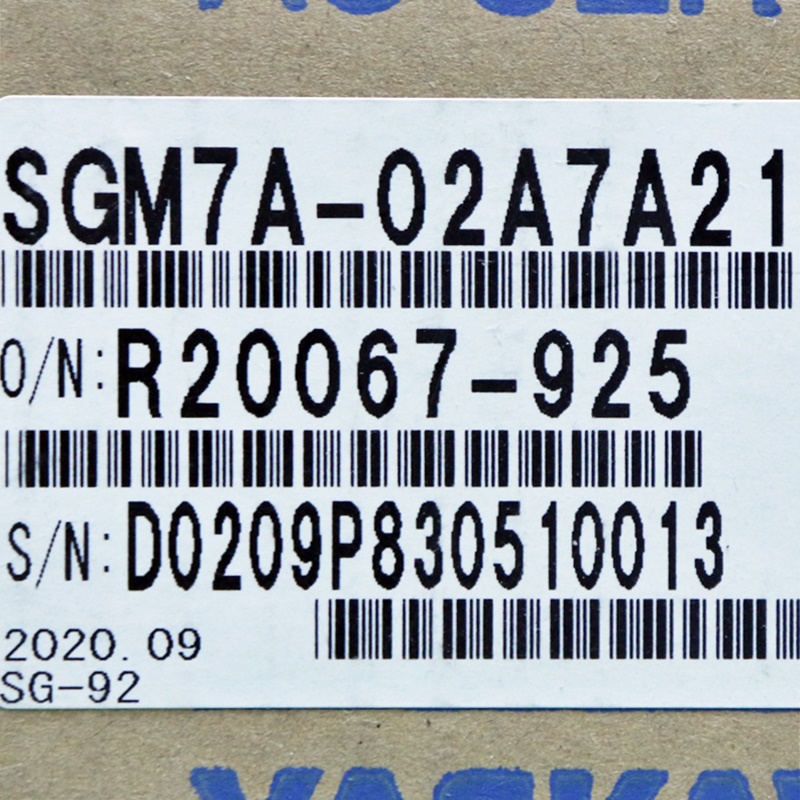 SGM7A-02A7A21
O/N: R20067-925
S/N: D0209P830510013
2020.09
SG-92